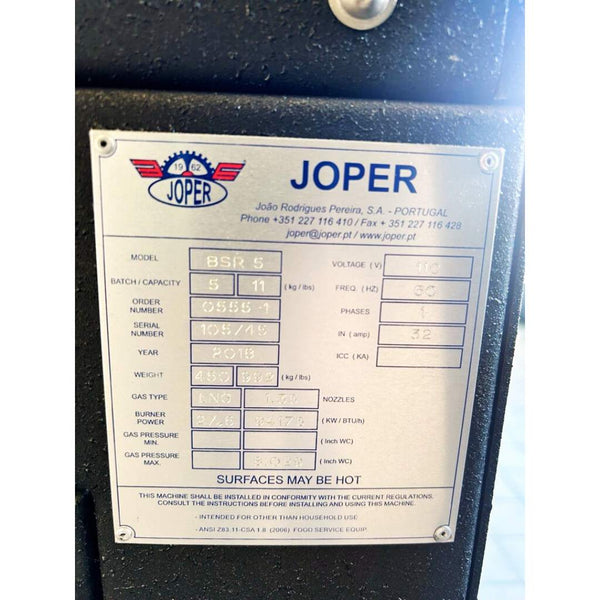 1962
JOPER
JOPER
João Rodrigues Pereira, S.A. - PORTUGAL
Phone +351 227 116 410 / Fax + 351 227 116 428
joper@joper.pt / www.joper.pt
MODEL BSR 5
BATCH / CAPACITY 5 11 ( kg / lbs)
ORDER NUMBER 0555-1
SERIAL NUMBER 105/45
YEAR
WEIGHT ( kg / lbs)
GAS TYPE NOZZLES
BURNER POWER ( KW / BTU/h)
GAS PRESSURE MIN. ( Inch WC)
GAS PRESSURE MAX. ( Inch WC)
VOLTAGE (V) 110
FREQ. (HZ) 60
PHASES 1
IN ( amp) 32
ICC (KA)
SURFACES MAY BE HOT
THIS MACHINE SHALL BE INSTALLED IN CONFORMITY WITH THE CURRENT REGULATIONS.
CONSULT THE INSTRUCTIONS BEFORE INSTALLING AND USING THIS MACHINE.
- INTENDED FOR OTHER THAN HOUSEHOLD USE
- ANSI Z83.11-CSA 1.8 (2006) FOOD SERVICE EQUIP.